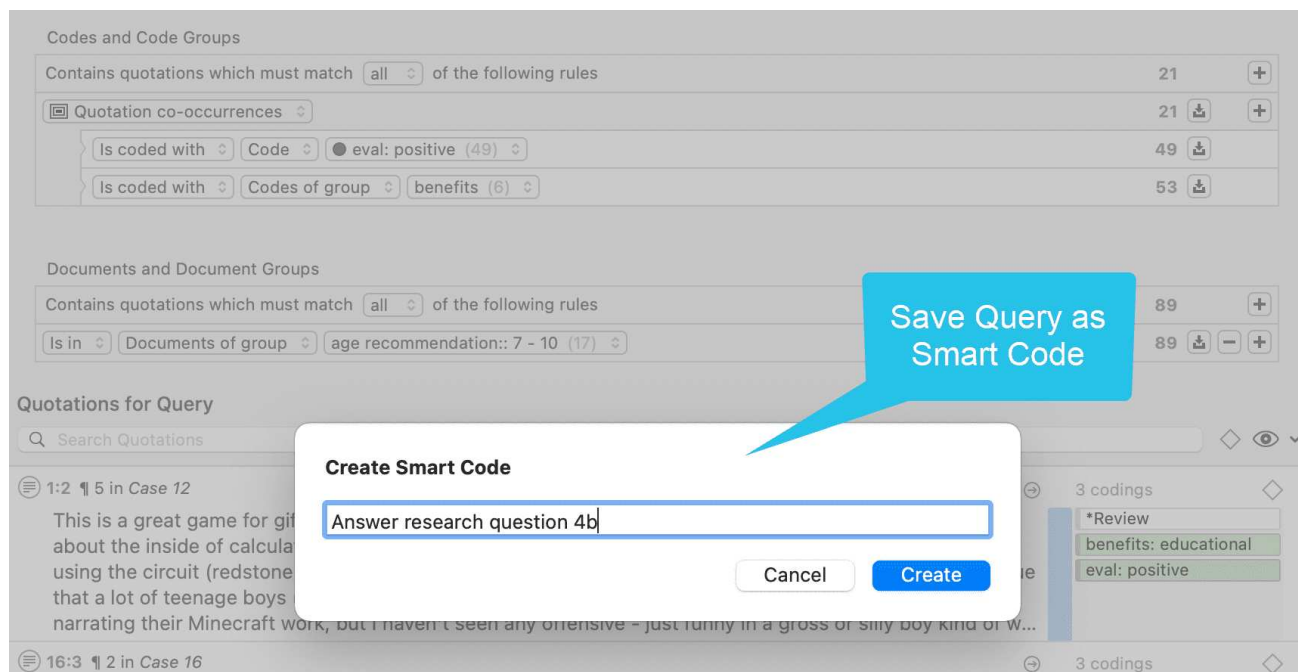 Codes and Code Groups
Contains quotations which must match all of the following rules 21
Quotation co-occurrences 21
Is coded with Code eval: positive (49) 49
Is coded with Codes of group benefits (6) 53
Documents and Document Groups
Contains quotations which must match all of the following rules 89
Is in Documents of group age recommendation:: 7 - 10 (17) 89
Save Query as
Smart Code
Quotations for Query
Search Quotations
Create Smart Code
Answer research question 4b
Cancel Create
1:2 ¶ 5 in Case 12 3 codings
This is a great game for gif
about the inside of calcula
using the circuit (redstone
that a lot of teenage boys
narrating their Minecraft work, but I haven't seen any offensive - just funny in a gross or silly boy kind of w...
*Review
benefits: educational
eval: positive
16:3 ¶ 2 in Case 16 3 codings